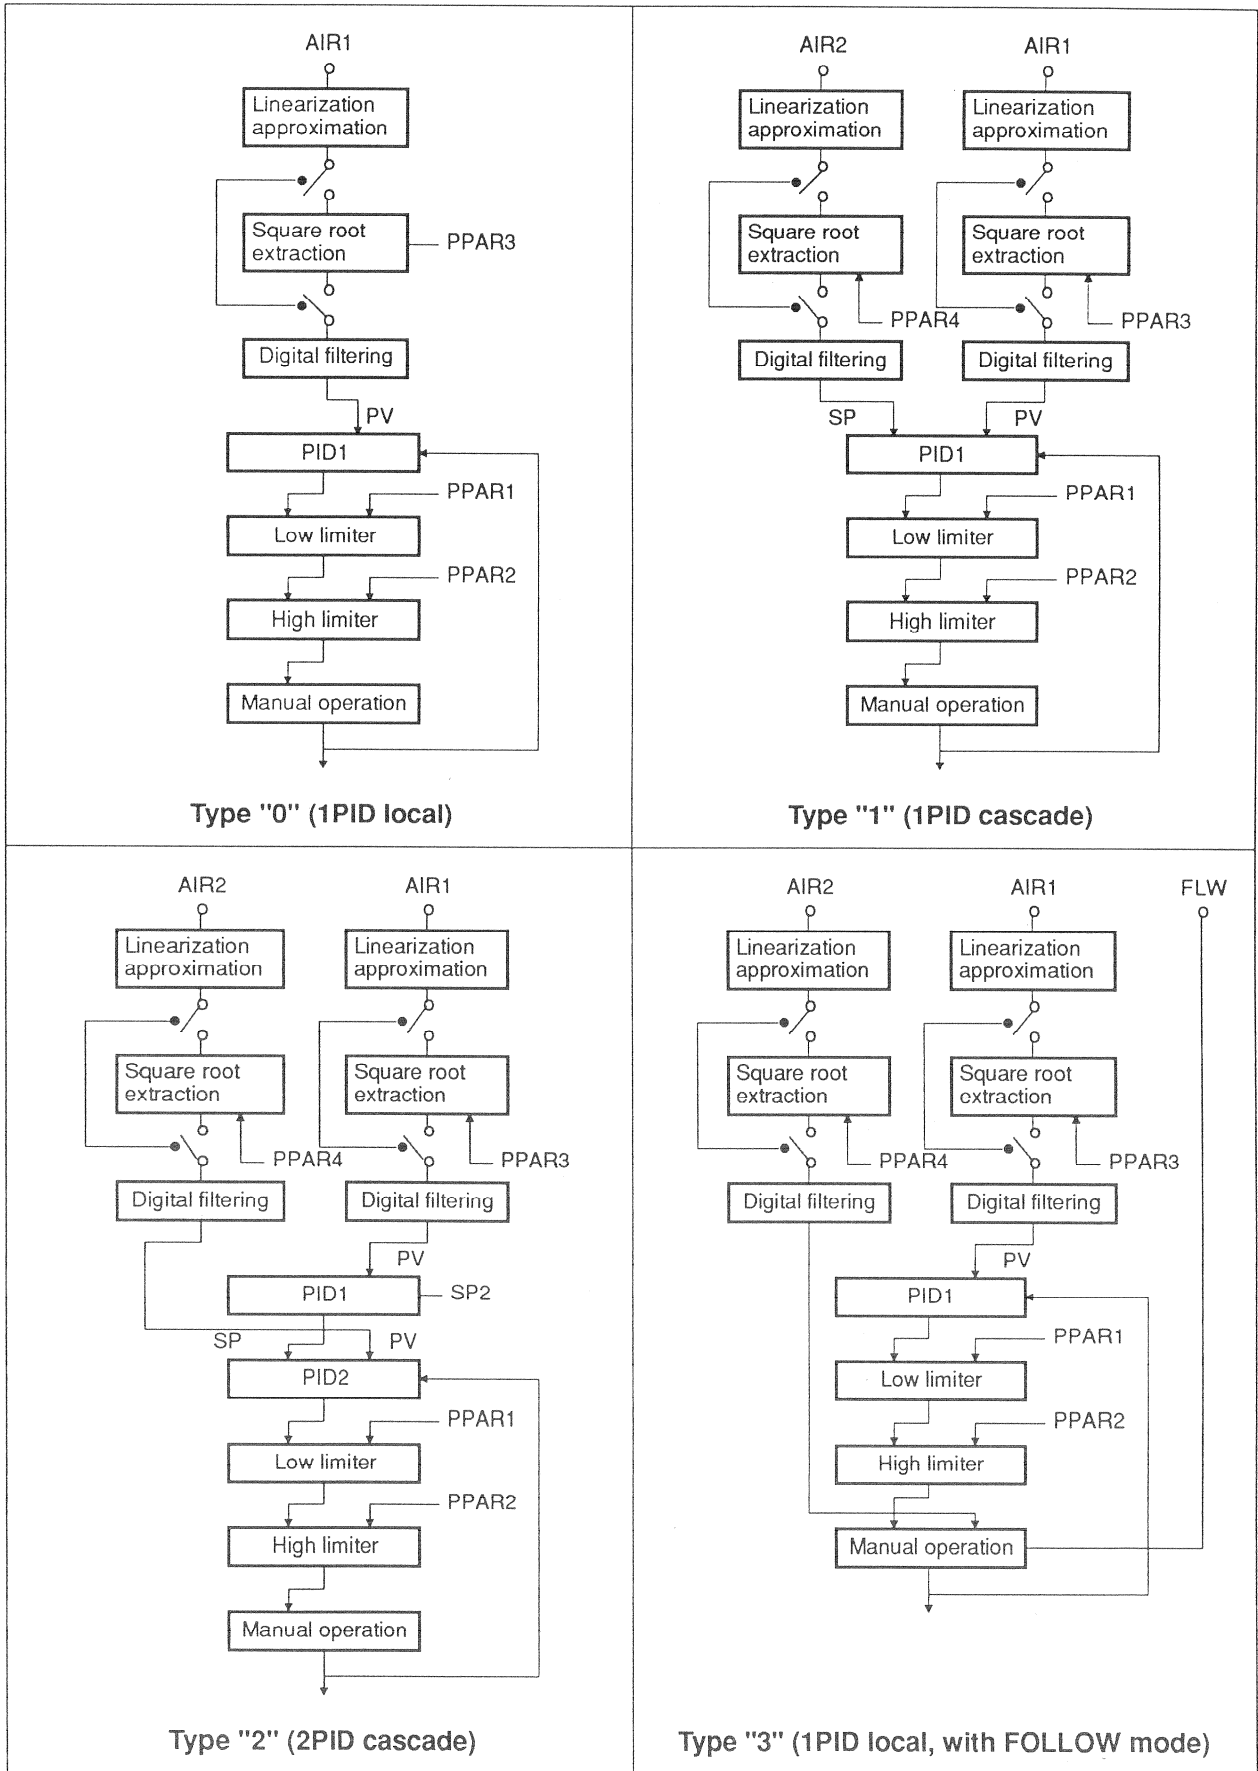 AIR1
Linearization
approximation
Square root
extraction
PPAR3
Digital filtering
PV
PID1
PPAR1
Low limiter
PPAR2
High limiter
Manual operation
Type "0" (1PID local)
AIR2
AIR1
Linearization
approximation
Linearization
approximation
Square root
extraction
Square root
extraction
PPAR4
PPAR3
Digital filtering
Digital filtering
SP
PV
PID1
PPAR1
Low limiter
PPAR2
High limiter
Manual operation
Type "1" (1PID cascade)
AIR2
AIR1
Linearization
approximation
Linearization
approximation
Square root
extraction
Square root
extraction
PPAR4
PPAR3
Digital filtering
Digital filtering
PV
PID1
SP2
SP
PV
PID2
PPAR1
Low limiter
PPAR2
High limiter
Manual operation
Type "2" (2PID cascade)
AIR2
AIR1
FLW
Linearization
approximation
Linearization
approximation
Square root
extraction
Square root
extraction
PPAR4
PPAR3
Digital filtering
Digital filtering
PV
PID1
PPAR1
Low limiter
PPAR2
High limiter
Manual operation
Type "3" (1PID local, with FOLLOW mode)